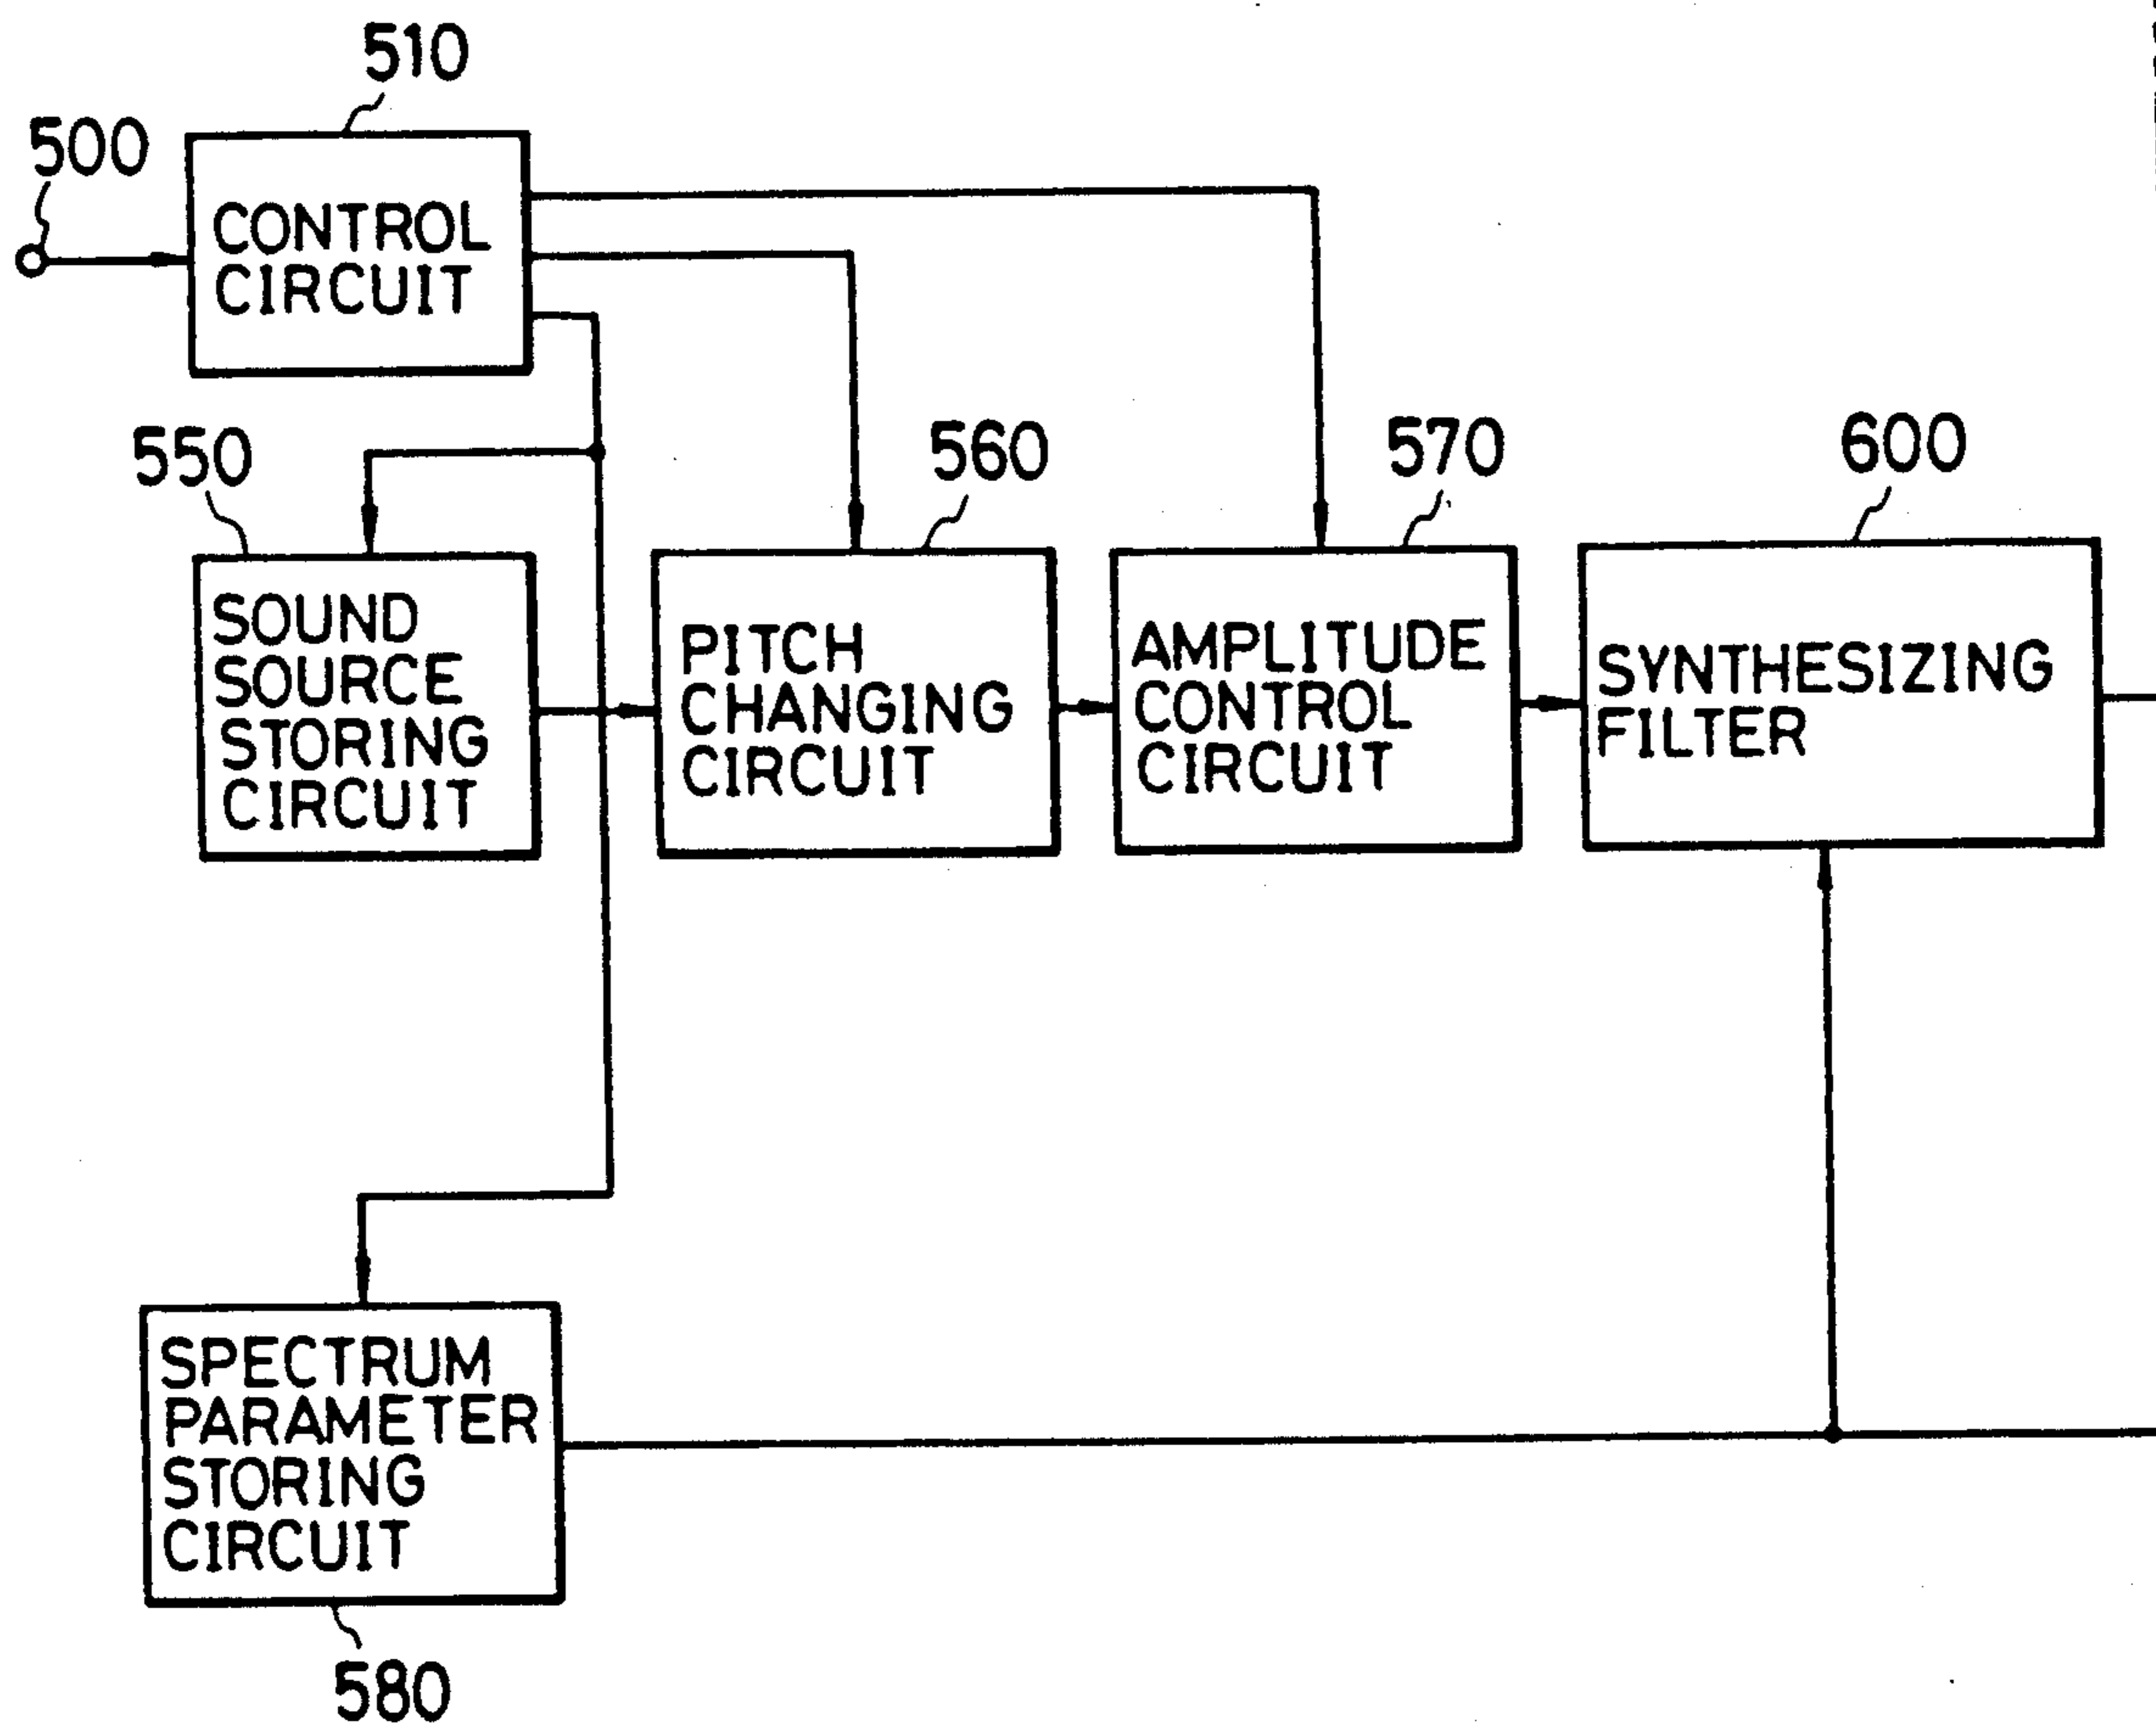 510
500
CONTROL
CIRCUIT
550
560
570
600
SOUND
SOURCE
STORING
CIRCUIT
PITCH
CHANGING
CIRCUIT
AMPLITUDE
CONTROL
CIRCUIT
SYNTHESIZING
FILTER
SPECTRUM
PARAMETER
STORING
CIRCUIT
580